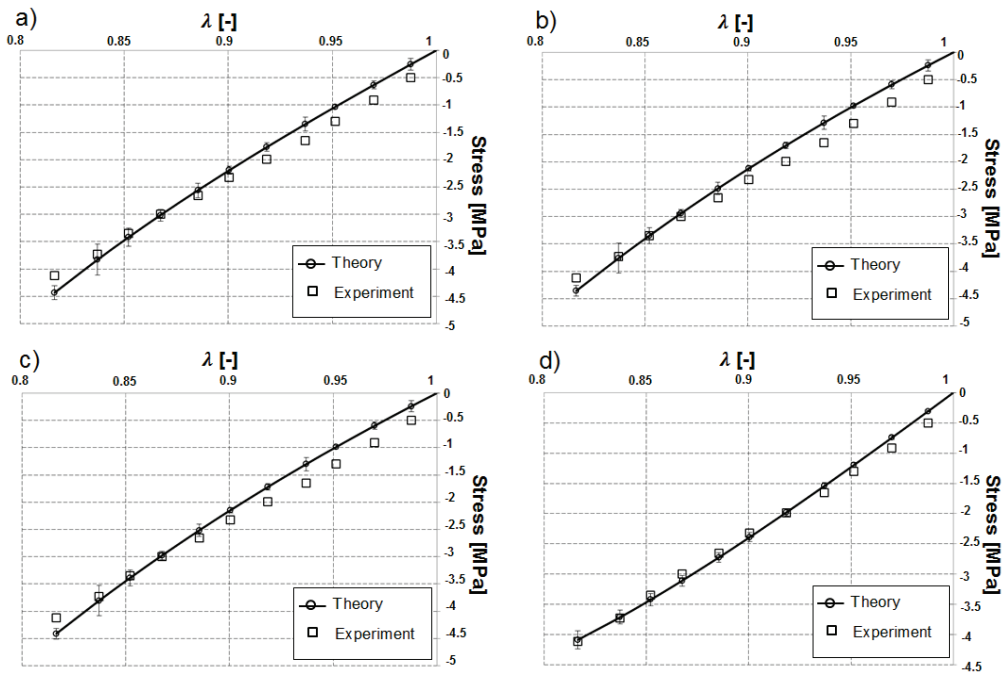 a)
λ [-]
0.8 0.85 0.9 0.95 1
0
-0.5
-1
-1.5
-2
-2.5
-3
-3.5
-4
-4.5
-5
Stress [MPa]
Theory
Experiment
b)
λ [-]
0.8 0.85 0.9 0.95 1
0
-0.5
-1
-1.5
-2
-2.5
-3
-3.5
-4
-4.5
-5
Stress [MPa]
Theory
Experiment
c)
λ [-]
0.8 0.85 0.9 0.95 1
0
-0.5
-1
-1.5
-2
-2.5
-3
-3.5
-4
-4.5
-5
Stress [MPa]
Theory
Experiment
d)
λ [-]
0.8 0.85 0.9 0.95 1
0
-0.5
-1
-1.5
-2
-2.5
-3
-3.5
-4
-4.5
Stress [MPa]
Theory
Experiment